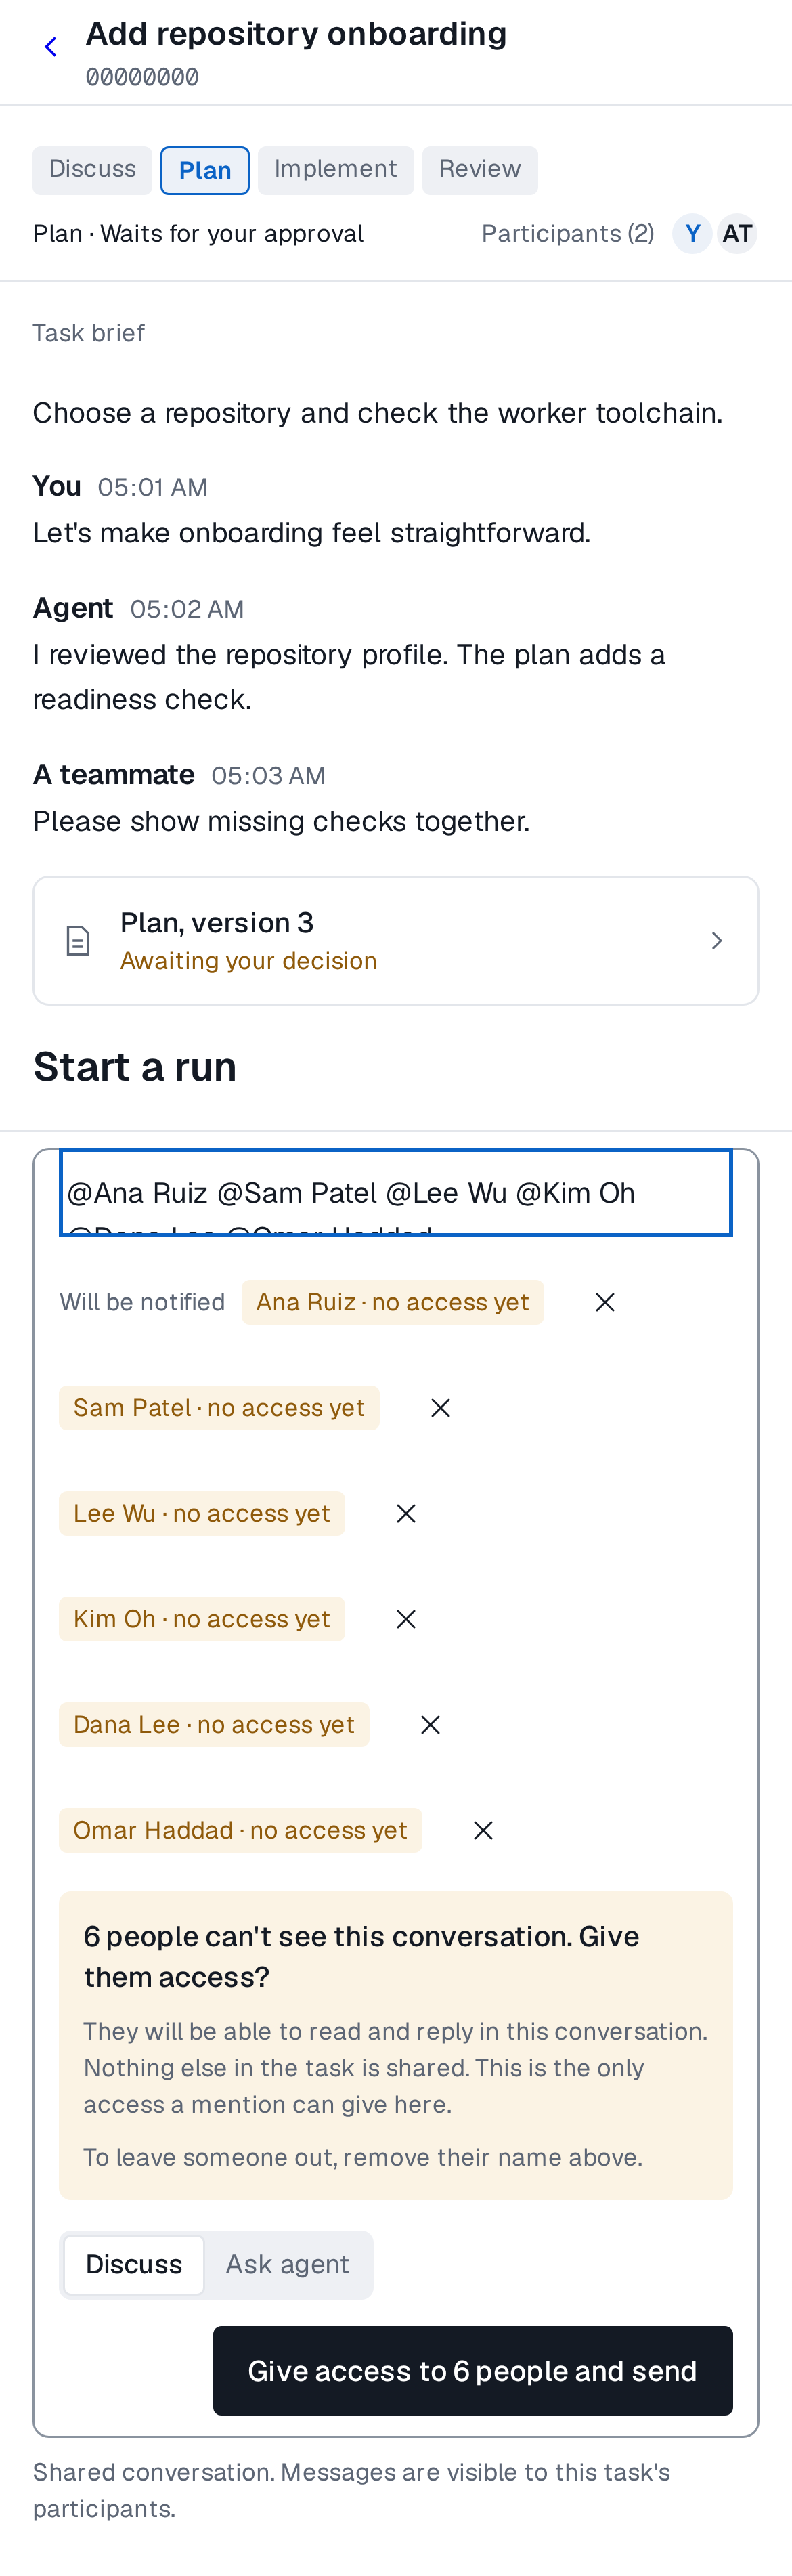 Add repository onboarding
00000000
Discuss
Plan
Implement
Review
Plan · Waits for your approval
Participants (2)
Y
AT
Task brief
Choose a repository and check the worker toolchain.
You 05:01 AM
Let's make onboarding feel straightforward.
Agent 05:02 AM
I reviewed the repository profile. The plan adds a
readiness check.
A teammate 05:03 AM
Please show missing checks together.
Plan, version 3
Awaiting your decision
Start a run
@Ana Ruiz @Sam Patel @Lee Wu @Kim Oh
@Dana Lee @Omar Haddad
Will be notified
Ana Ruiz · no access yet
Sam Patel · no access yet
Lee Wu · no access yet
Kim Oh · no access yet
Dana Lee · no access yet
Omar Haddad · no access yet
6 people can't see this conversation. Give
them access?
They will be able to read and reply in this conversation.
Nothing else in the task is shared. This is the only
access a mention can give here.
To leave someone out, remove their name above.
Discuss
Ask agent
Give access to 6 people and send
Shared conversation. Messages are visible to this task's
participants.